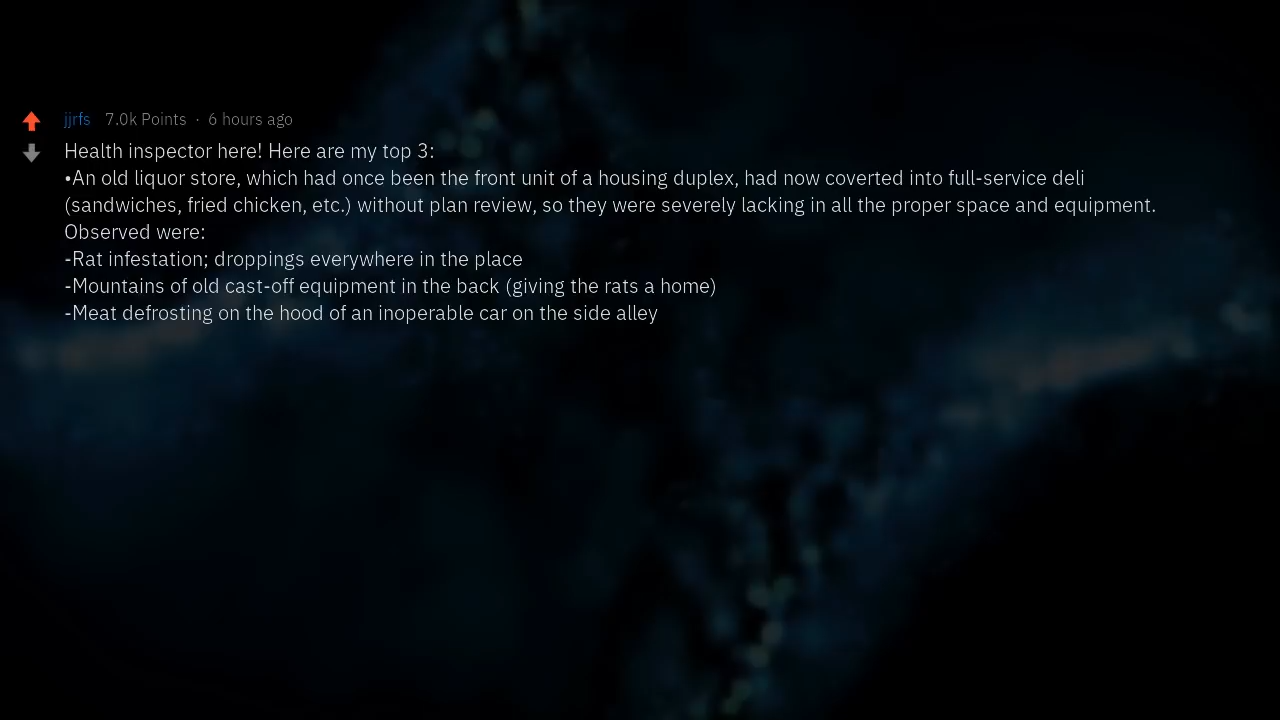 jjrfs 7.0k Points · 6 hours ago
Health inspector here! Here are my top 3:
•An old liquor store, which had once been the front unit of a housing duplex, had now coverted into full-service deli
(sandwiches, fried chicken, etc.) without plan review, so they were severely lacking in all the proper space and equipment.
Observed were:
-Rat infestation; droppings everywhere in the place
-Mountains of old cast-off equipment in the back (giving the rats a home)
-Meat defrosting on the hood of an inoperable car on the side alley